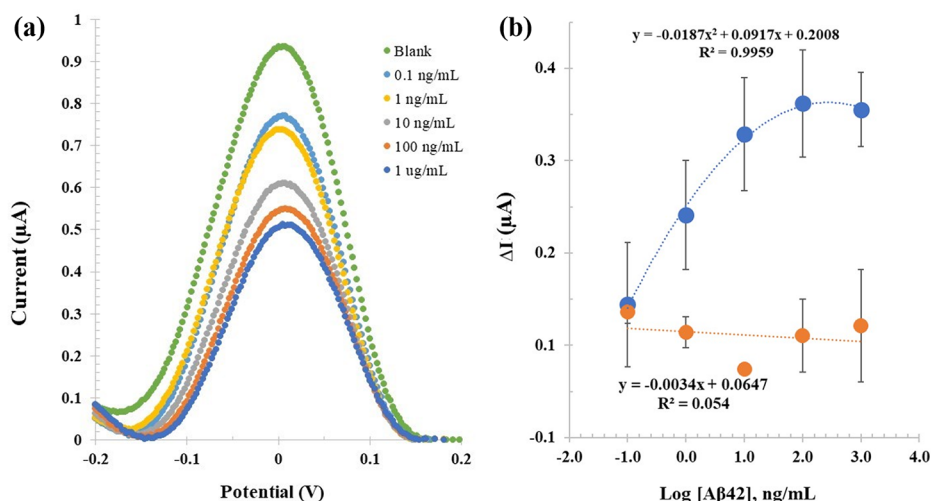 (a)
1
0.9
0.8
0.7
0.6
0.5
0.4
0.3
0.2
0.1
0
-0.2
-0.1
0
0.1
0.2
Current (µA)
Potential (V)
Blank
0.1 ng/mL
1 ng/mL
10 ng/mL
100 ng/mL
1 ug/mL
(b)
y = -0.0187x² + 0.0917x + 0.2008
R² = 0.9959
0.4
0.3
0.2
0.1
-0.1
ΔI (µA)
y = -0.0034x + 0.0647
R² = 0.054
-2.0
-1.0
0.0
1.0
2.0
3.0
4.0
Log [Aβ42], ng/mL